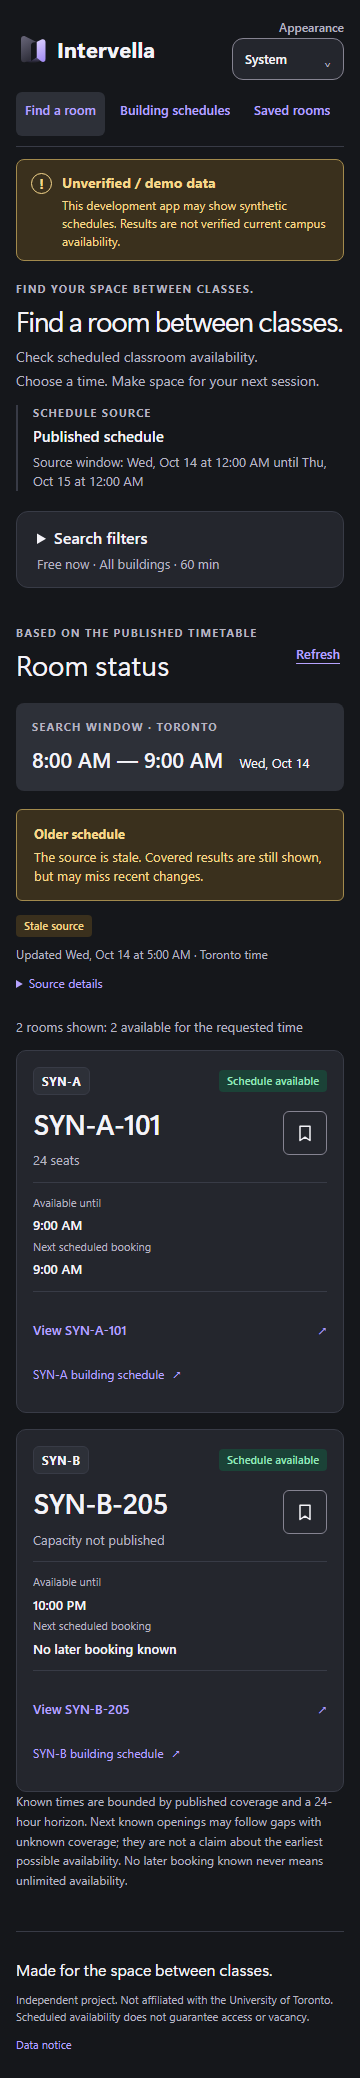 Appearance
Intervella
System
Find a room
Building schedules
Saved rooms
Unverified / demo data
This development app may show synthetic
schedules. Results are not verified current campus
availability.
FIND YOUR SPACE BETWEEN CLASSES.
Find a room between classes.
Check scheduled classroom availability.
Choose a time. Make space for your next session.
SCHEDULE SOURCE
Published schedule
Source window: Wed, Oct 14 at 12:00 AM until Thu,
Oct 15 at 12:00 AM
Search filters
Free now · All buildings · 60 min
BASED ON THE PUBLISHED TIMETABLE
Room status
Refresh
SEARCH WINDOW · TORONTO
8:00 AM — 9:00 AM Wed, Oct 14
Older schedule
The source is stale. Covered results are still shown,
but may miss recent changes.
Stale source
Updated Wed, Oct 14 at 5:00 AM · Toronto time
Source details
2 rooms shown: 2 available for the requested time
SYN-A
Schedule available
SYN-A-101
24 seats
Available until
9:00 AM
Next scheduled booking
9:00 AM
View SYN-A-101 ↗
SYN-A building schedule ↗
SYN-B
Schedule available
SYN-B-205
Capacity not published
Available until
10:00 PM
Next scheduled booking
No later booking known
View SYN-B-205 ↗
SYN-B building schedule ↗
Known times are bounded by published coverage and a 24-
hour horizon. Next known openings may follow gaps with
unknown coverage; they are not a claim about the earliest
possible availability. No later booking known never means
unlimited availability.
Made for the space between classes.
Independent project. Not affiliated with the University of Toronto.
Scheduled availability does not guarantee access or vacancy.
Data notice